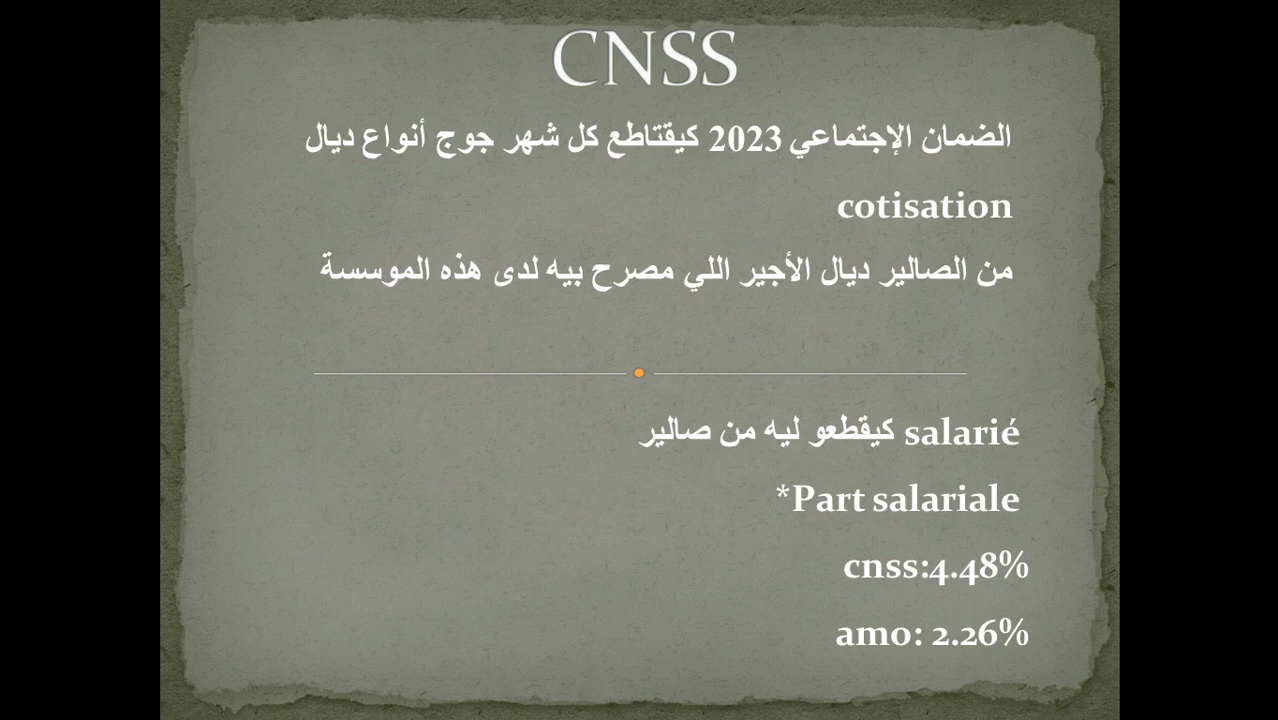 CNSS
الضمان الإجتماعي 2023 كيقتاطع كل شهر جوج أنواع ديال
cotisation
من الصالير ديال الأجير اللي مصرح بيه لدى هذه الموسسة
salarié كيقطعو ليه من صالير
*Part salariale
cnss:4.48%
amo: 2.26%